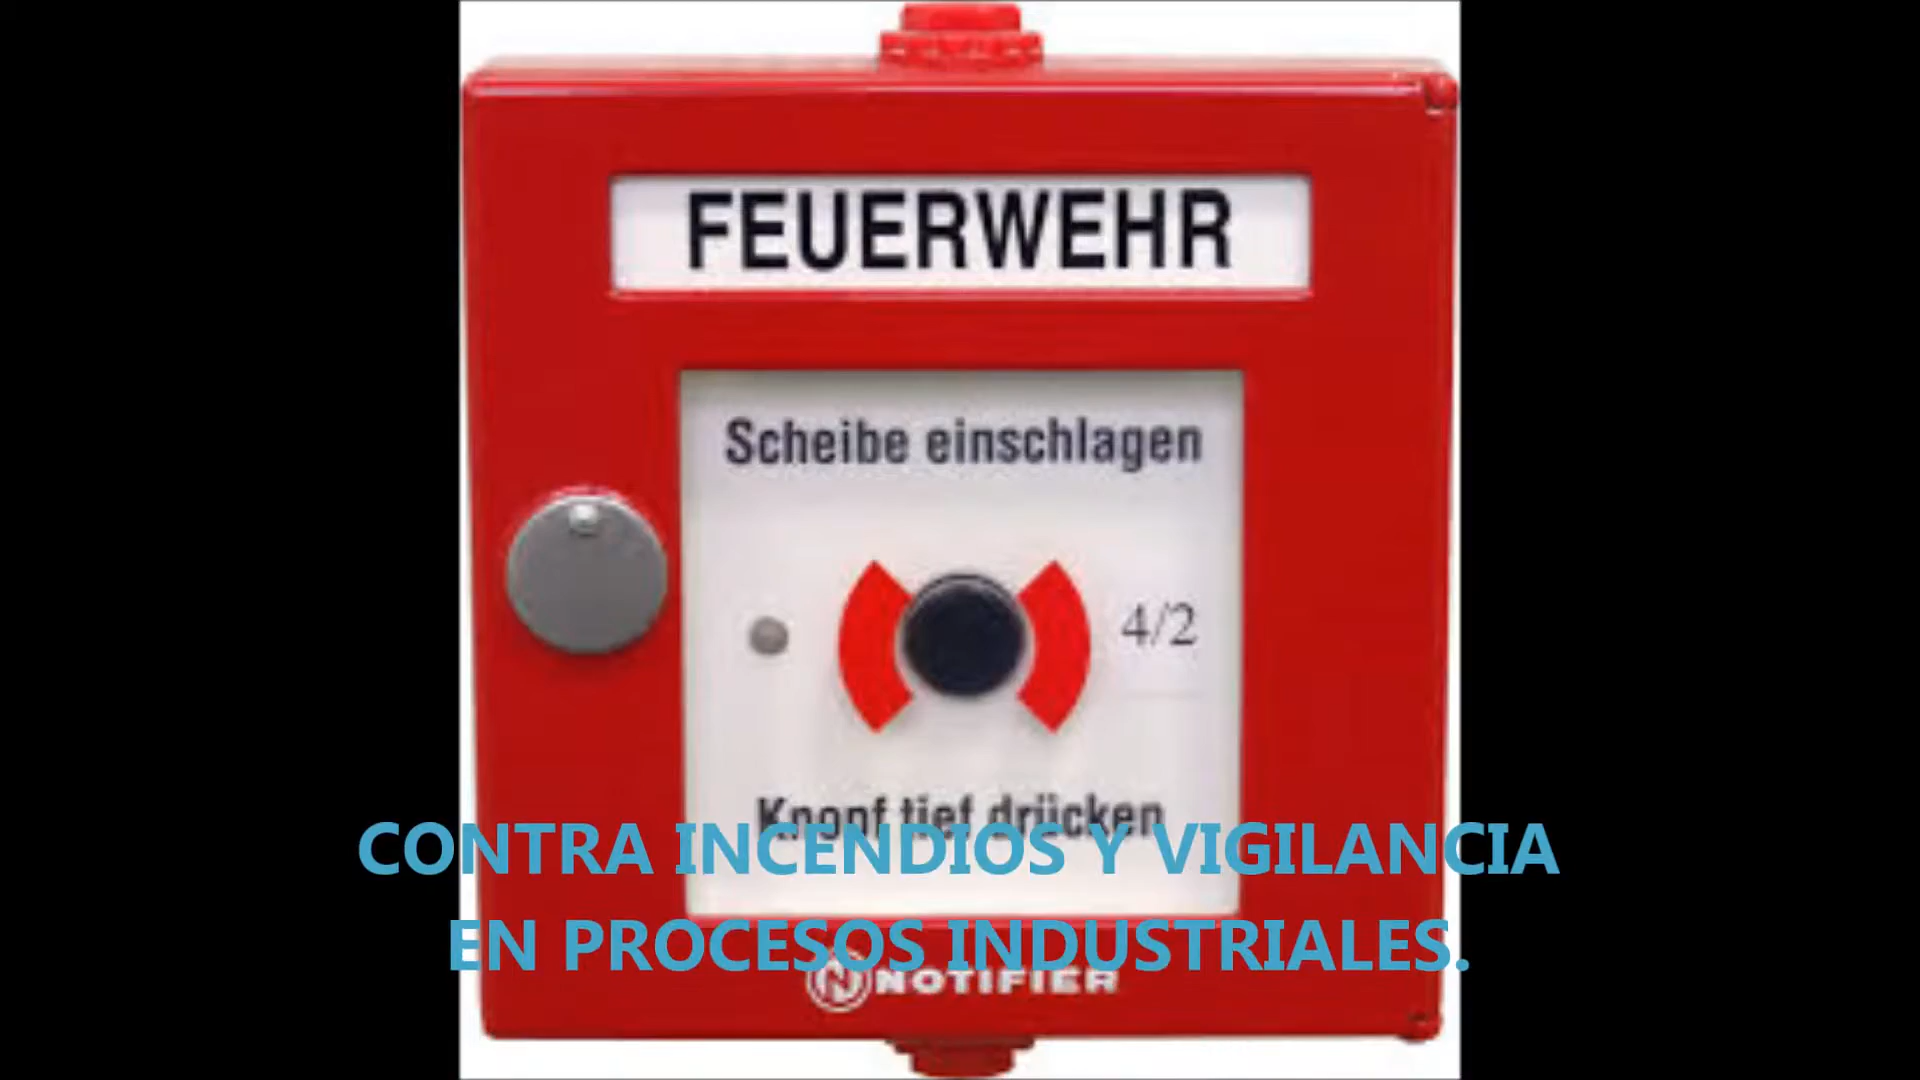 FEUERWEHR
Scheibe einschlagen
4/2
Knopf tief drücken
CONTRA INCENDIOS Y VIGILANCIA
EN PROCESOS INDUSTRIALES.
NOTIFIER